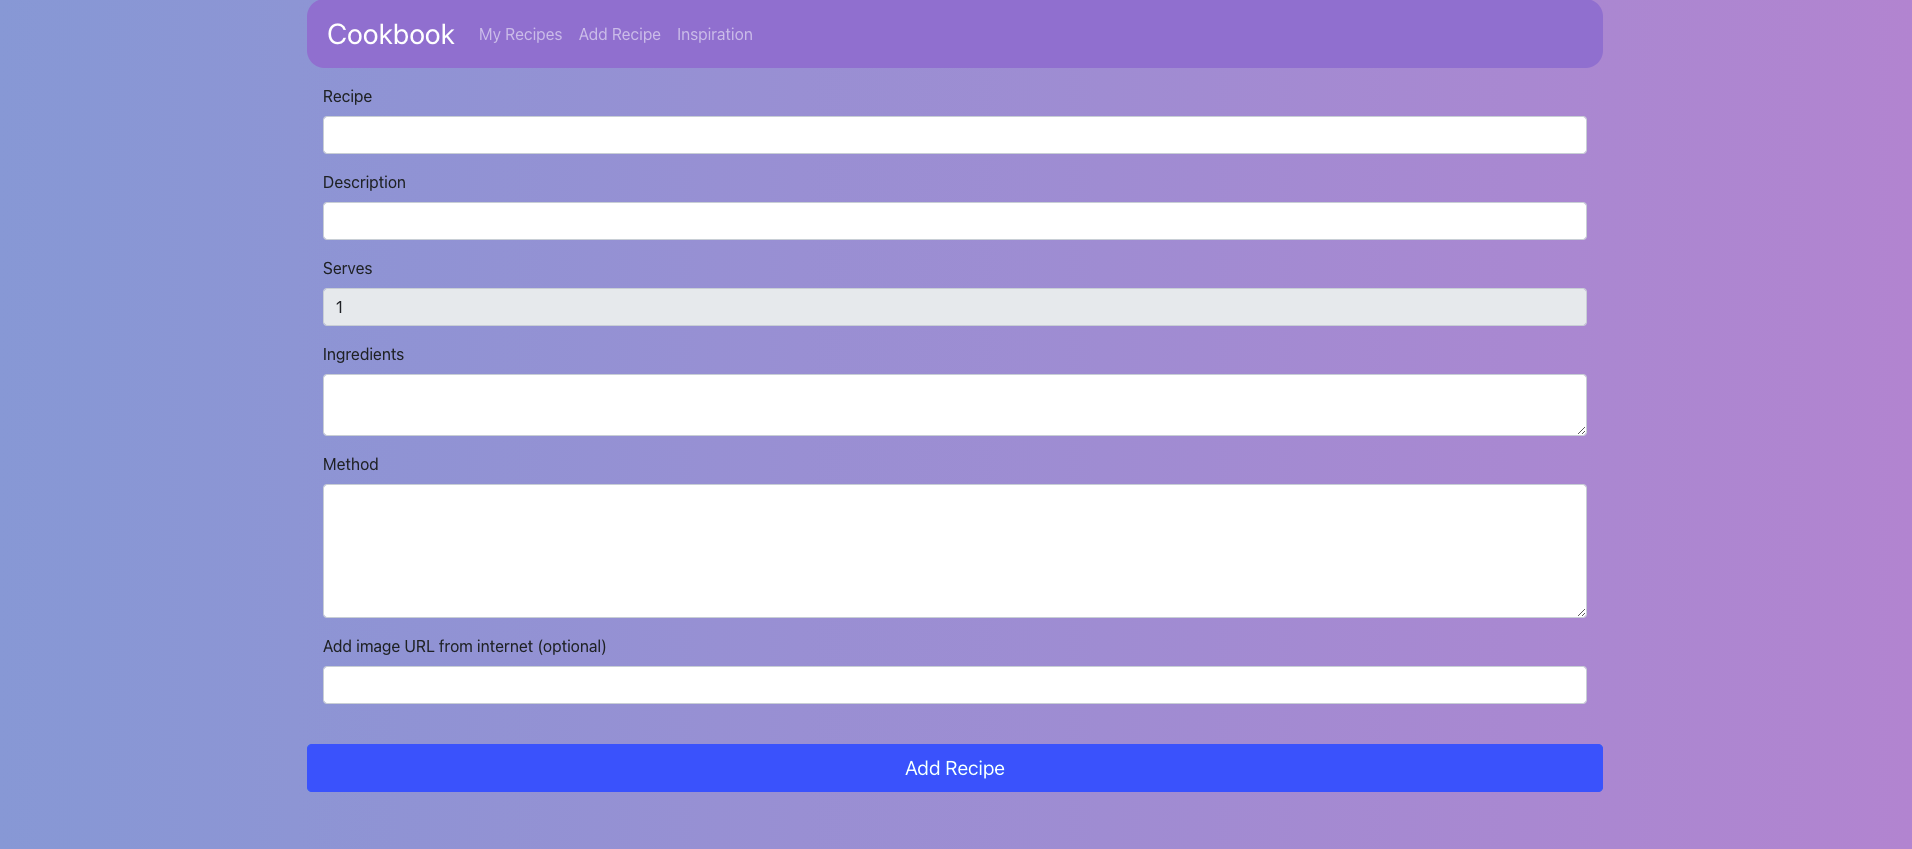 Cookbook My Recipes Add Recipe Inspiration
Recipe
Description
Serves
1
Ingredients
Method
Add image URL from internet (optional)
Add Recipe